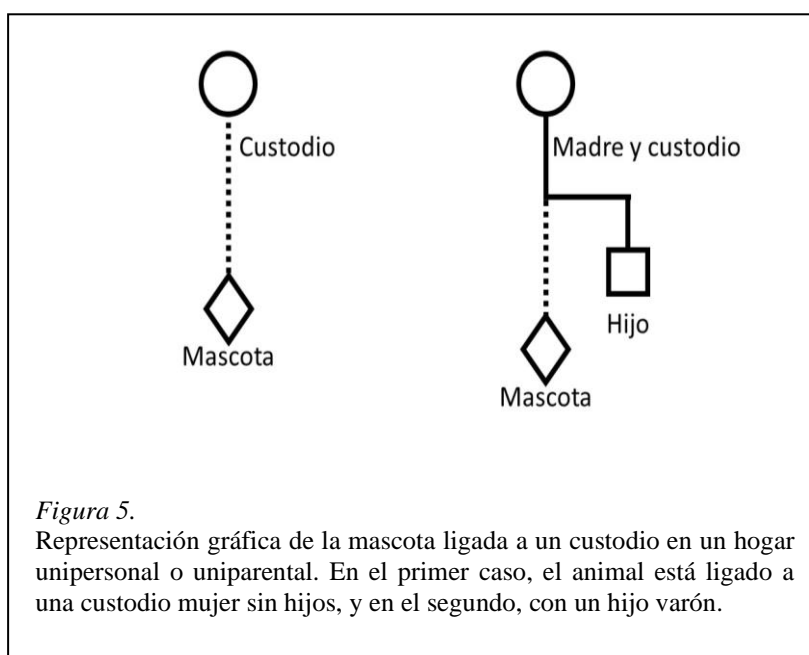 Custodio
Mascota
Madre y custodio
Hijo
Mascota
Figura 5.
Representación gráfica de la mascota ligada a un custodio en un hogar
unipersonal o uniparental. En el primer caso, el animal está ligado a
una custodio mujer sin hijos, y en el segundo, con un hijo varón.